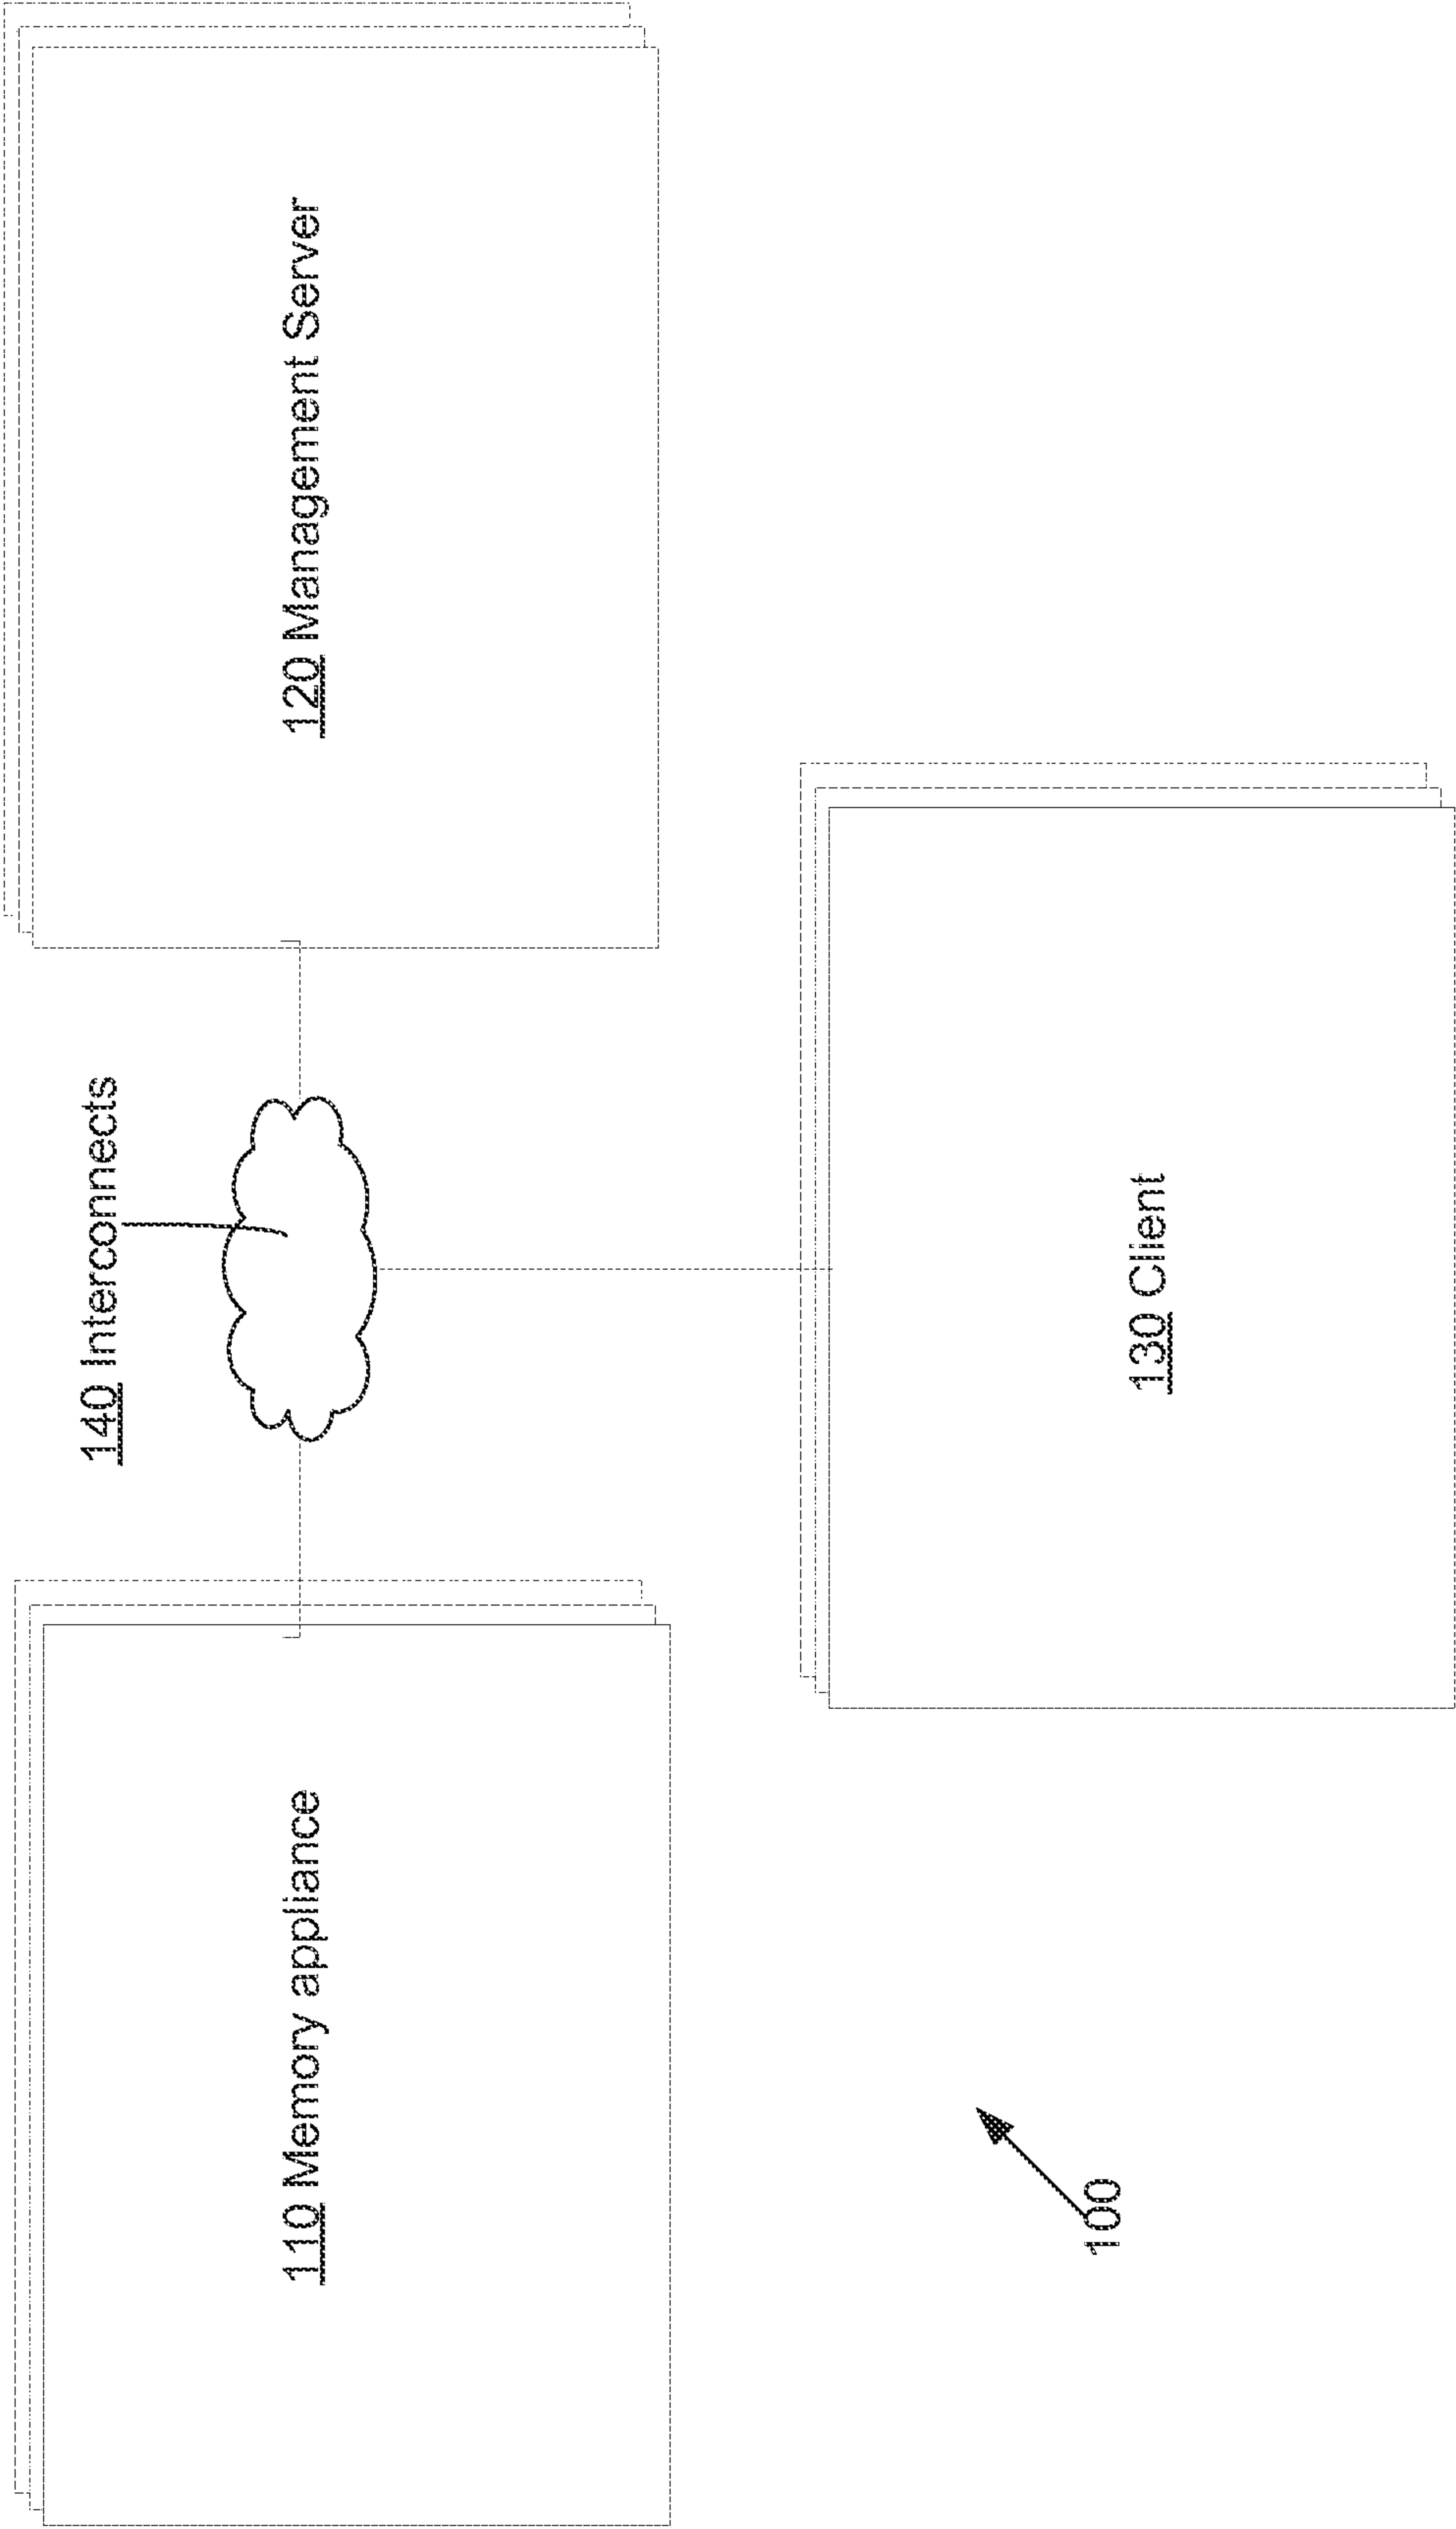 140 Interconnects
110 Memory appliance
120 Management Server
130 Client
100